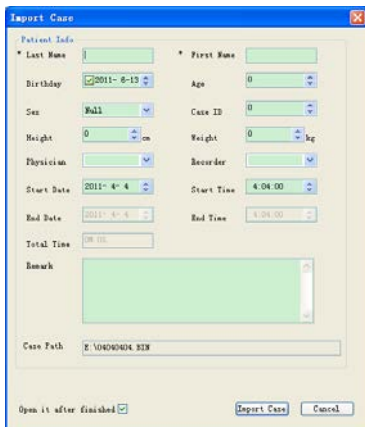 Import Case
Patient Info
* Last Name * First Name
Birthday 2011- 6-13 Age 0
Sex Null Case ID 0
Height 0 cm Weight 0 kg
Physician Recorder
Start Date 2011- 4- 4 Start Time 4:04:00
End Date 2011- 4- 4 End Time 4:04:00
Total Time
Remark
Case Path E:\04040404.BIN
Open it after finished Import Case Cancel